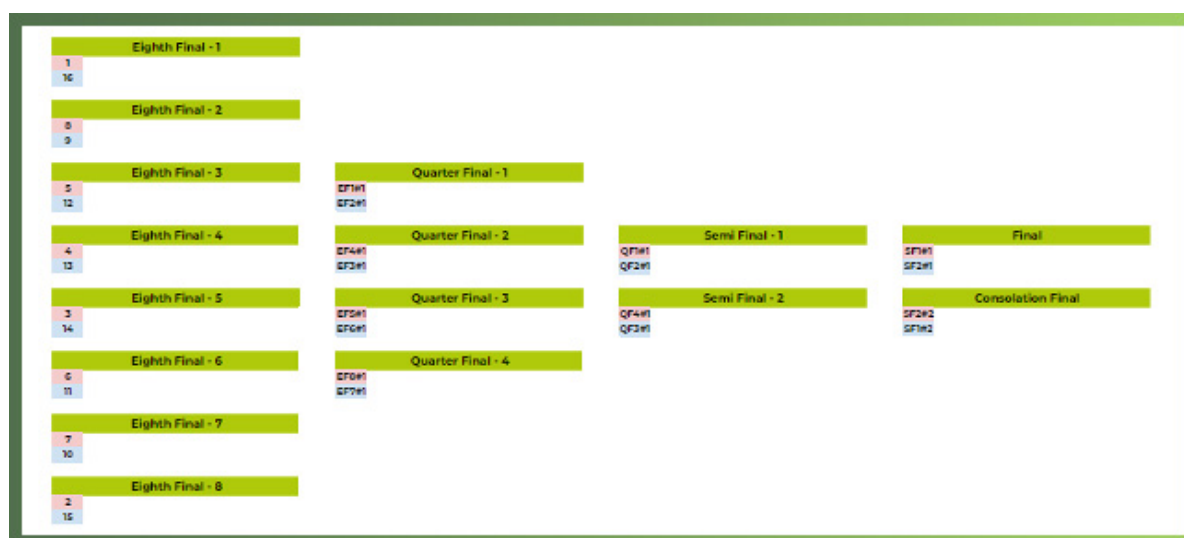 Eighth Final - 1
1
16
Eighth Final - 2
8
9
Eighth Final - 3
5
12
Eighth Final - 4
4
13
Eighth Final - 5
3
14
Eighth Final - 6
6
11
Eighth Final - 7
7
10
Eighth Final - 8
2
15
Quarter Final - 1
EF1#1
EF2#1
Quarter Final - 2
EF4#1
EF3#1
Quarter Final - 3
EF5#1
EF6#1
Quarter Final - 4
EF8#1
EF7#1
Semi Final - 1
QF1#1
QF2#1
Semi Final - 2
QF4#1
QF3#1
Final
SF1#1
SF2#1
Consolation Final
SF2#2
SF1#2